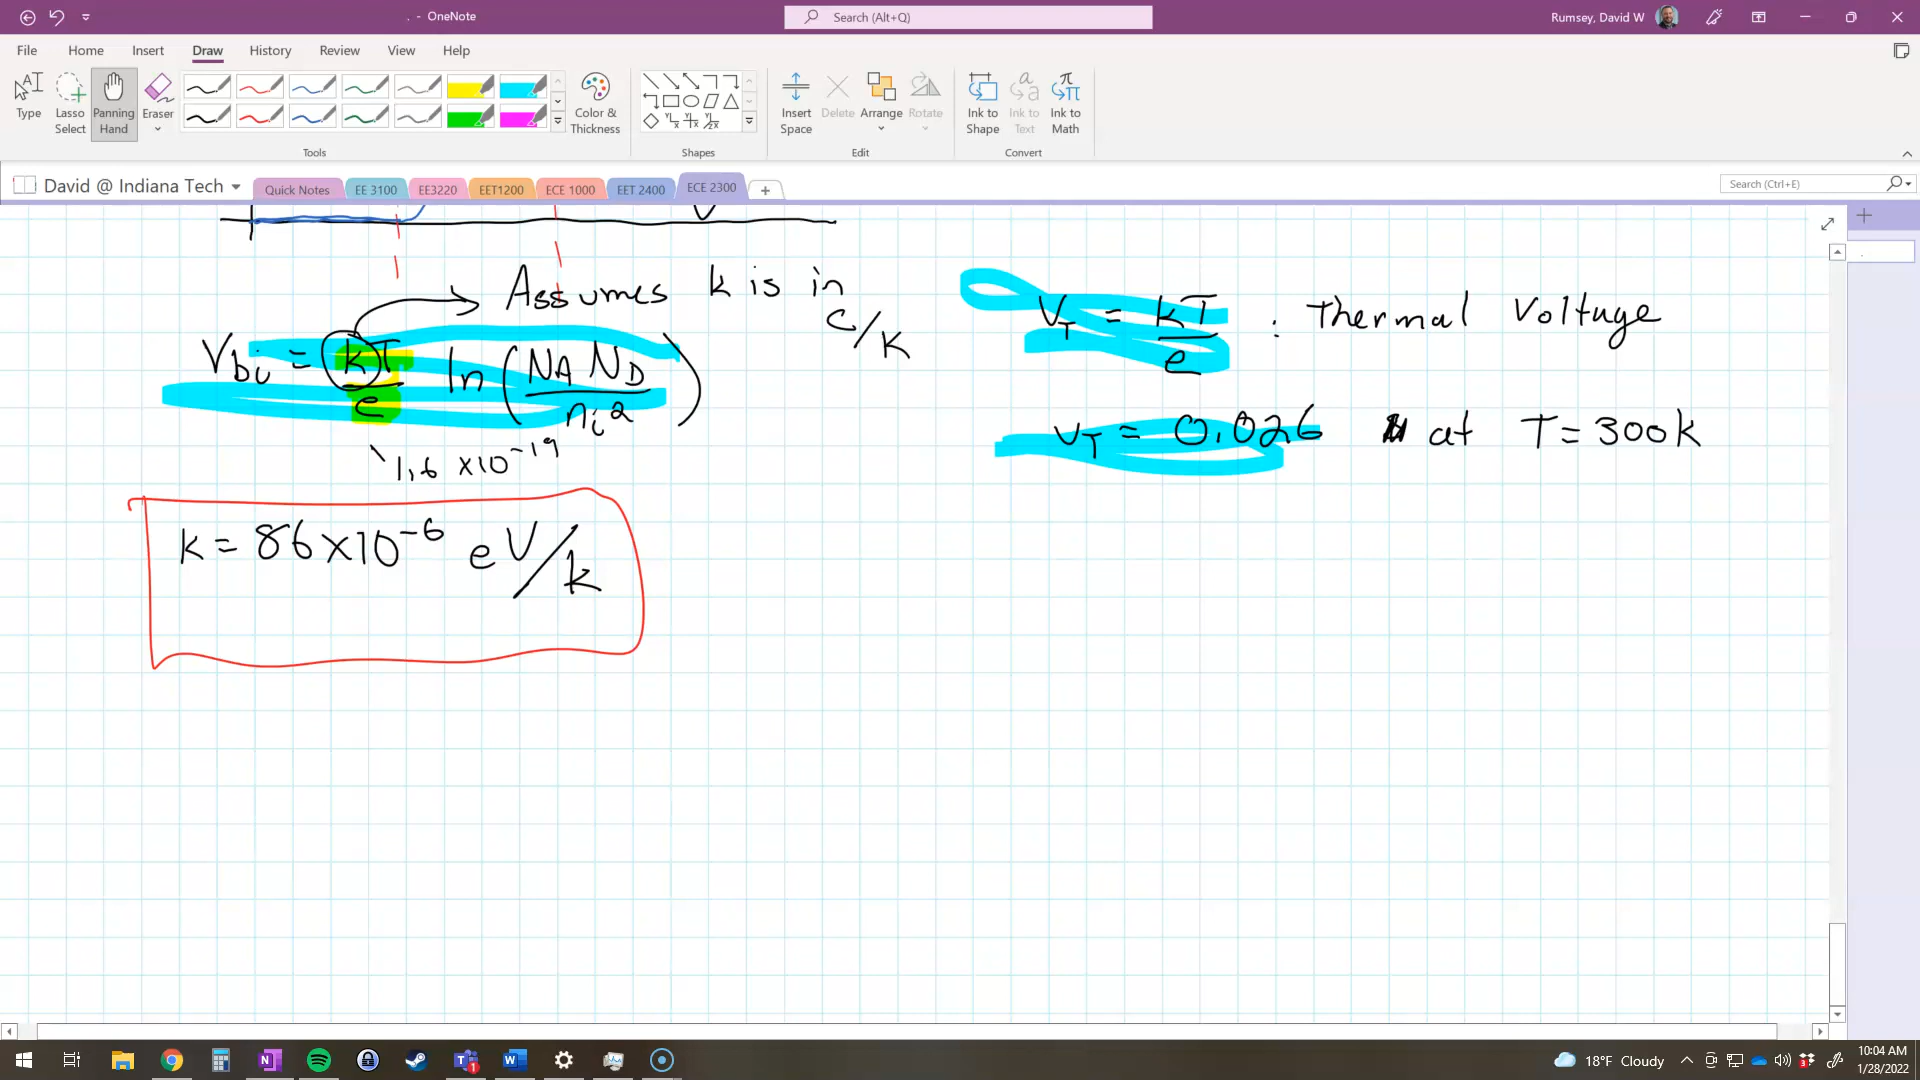 . - OneNote
Search (Alt+Q)
Rumsey, David W
File Home Insert Draw History Review View Help
Type
Lasso Select
Panning Hand
Eraser
Color & Thickness
Insert Space
Delete
Arrange
Rotate
Ink to Shape
Ink to Text
Ink to Math
Tools Shapes Edit Convert
David @ Indiana Tech
Quick Notes EE 3100 EE3220 EET1200 ECE 1000 EET 2400 ECE 2300
Search (Ctrl+E)
V
Assumes k is in C/K
Vbi = kT/e ln (NA ND / ni²)
1.6 x10⁻¹⁹
k = 86x10⁻⁶ eV/k
VT = kT/e : Thermal Voltage
VT = 0.026 at T = 300k
18°F Cloudy
10:04 AM
1/28/2022